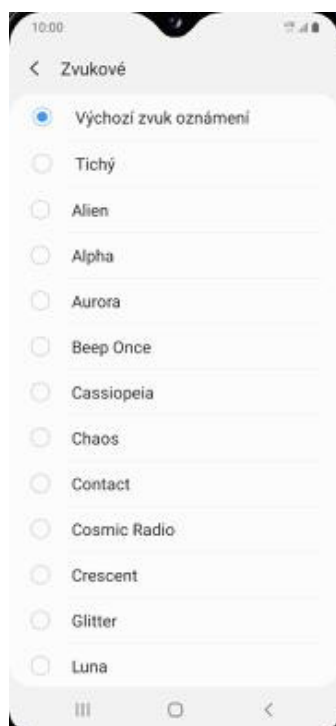 10:00
Zvukové
Výchozí zvuk oznámení
Tichý
Alien
Alpha
Aurora
Beep Once
Cassiopeia
Chaos
Contact
Cosmic Radio
Crescent
Glitter
Luna